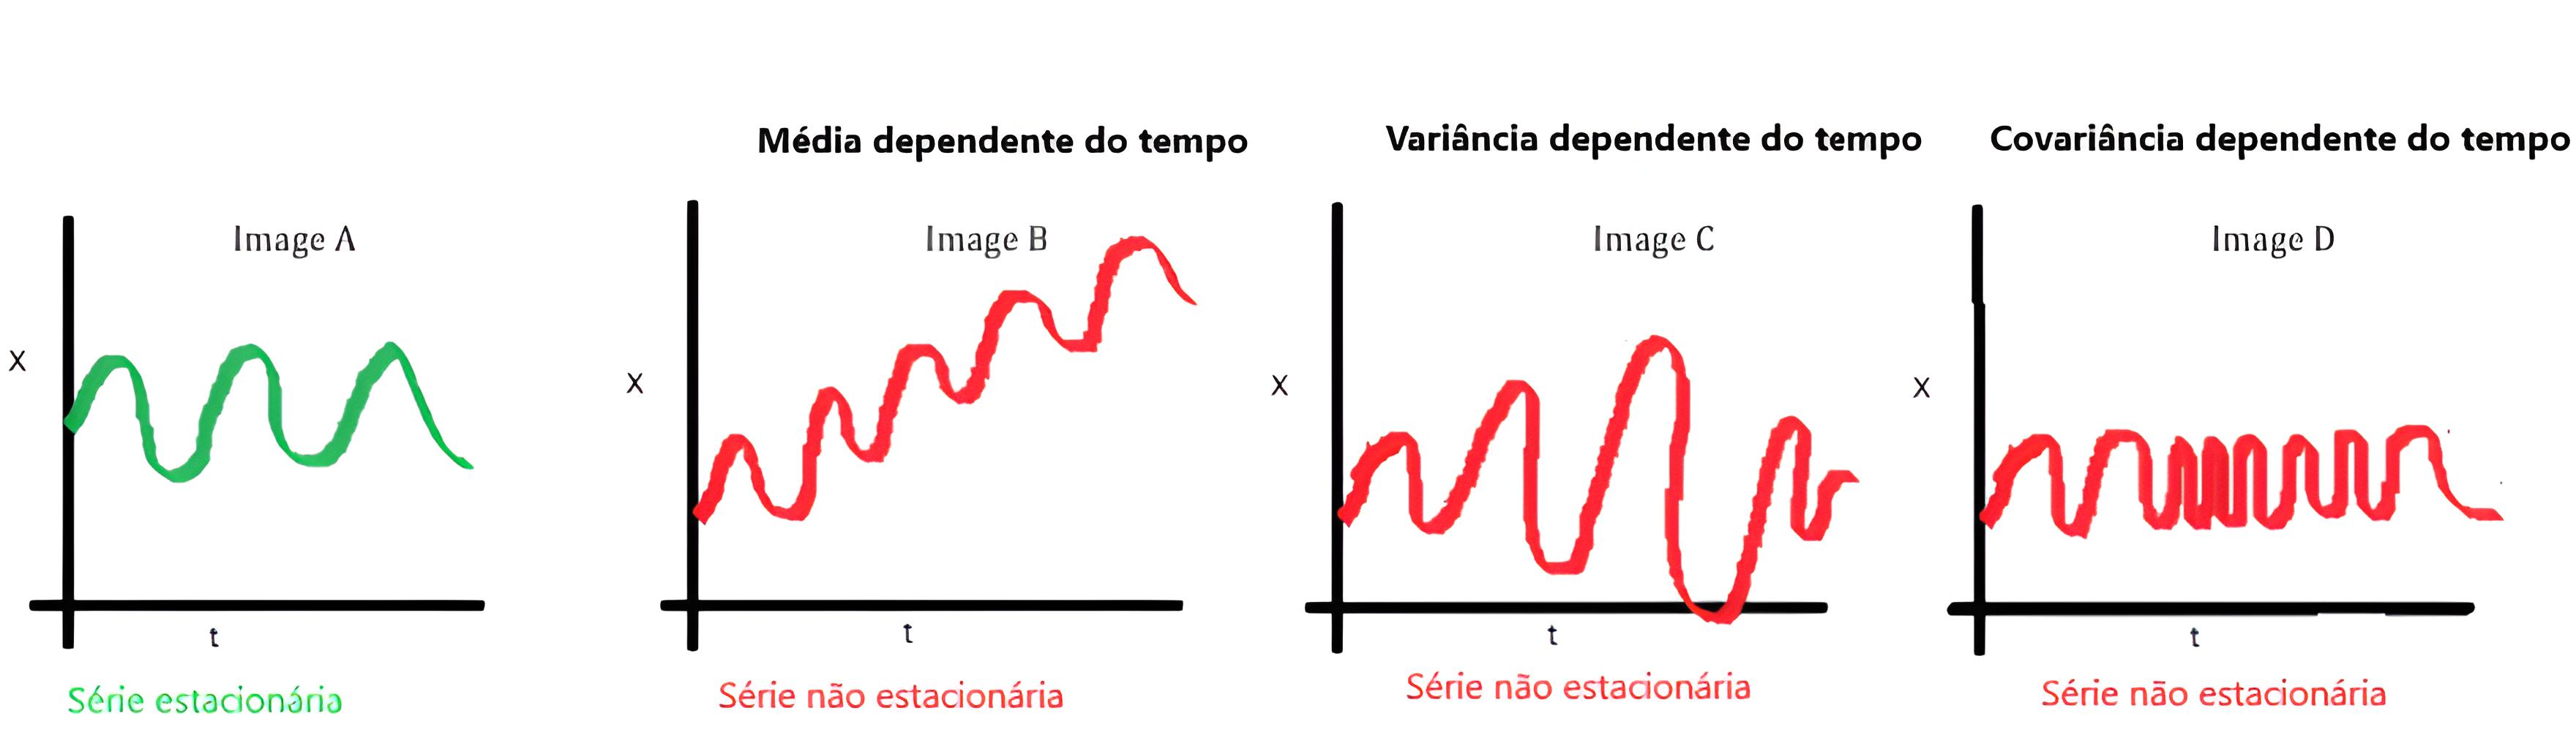 Média dependente do tempo
Variância dependente do tempo
Covariância dependente do tempo
Image A
Image B
Image C
Image D
X
X
X
X
t
t
t
t
Série estacionária
Série não estacionária
Série não estacionária
Série não estacionária